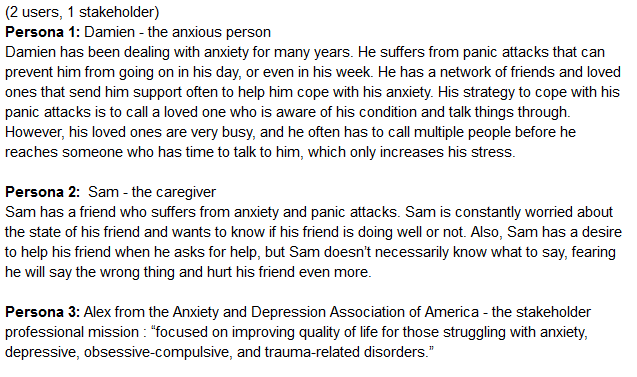 (2 users, 1 stakeholder)
Persona 1: Damien - the anxious person
Damien has been dealing with anxiety for many years. He suffers from panic attacks that can
prevent him from going on in his day, or even in his week. He has a network of friends and loved
ones that send him support often to help him cope with his anxiety. His strategy to cope with his
panic attacks is to call a loved one who is aware of his condition and talk things through.
However, his loved ones are very busy, and he often has to call multiple people before he
reaches someone who has time to talk to him, which only increases his stress.
Persona 2:  Sam - the caregiver
Sam has a friend who suffers from anxiety and panic attacks. Sam is constantly worried about
the state of his friend and wants to know if his friend is doing well or not. Also, Sam has a desire
to help his friend when he asks for help, but Sam doesn't necessarily know what to say, fearing
he will say the wrong thing and hurt his friend even more.
Persona 3: Alex from the Anxiety and Depression Association of America - the stakeholder
professional mission : “focused on improving quality of life for those struggling with anxiety,
depressive, obsessive-compulsive, and trauma-related disorders.”